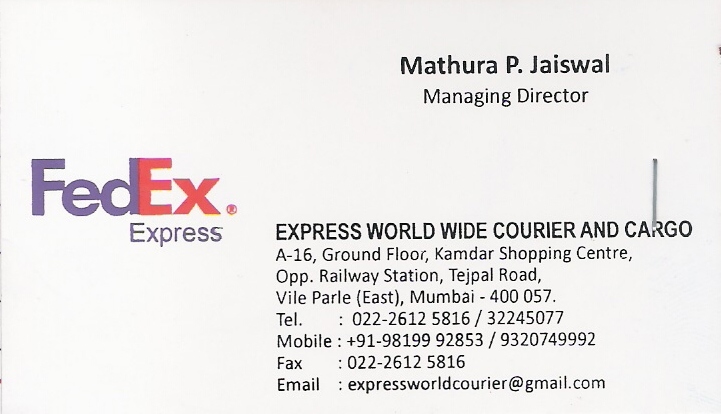 Mathura P. Jaiswal
Managing Director
FedEx®
Express
EXPRESS WORLD WIDE COURIER AND CARGO
A-16, Ground Floor, Kamdar Shopping Centre,
Opp. Railway Station, Tejpal Road,
Vile Parle (East), Mumbai - 400 057.
Tel. : 022-2612 5816 / 32245077
Mobile : +91-98199 92853 / 9320749992
Fax : 022-2612 5816
Email : expressworldcourier@gmail.com